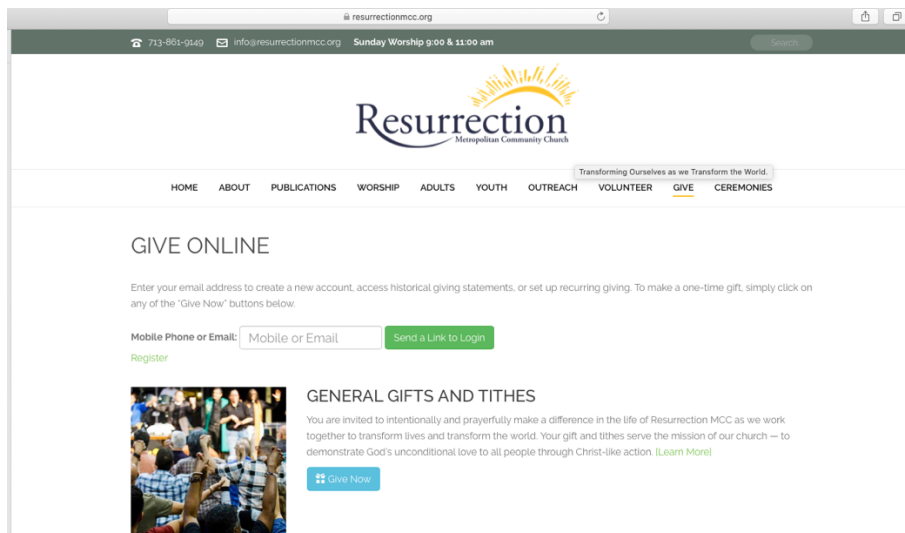 resurrectionmcc.org
713-861-9149 info@resurrectionmcc.org Sunday Worship 9:00 & 11:00 am Search
Resurrection
Metropolitan Community Church
Transforming Ourselves as we Transform the World.
HOME ABOUT PUBLICATIONS WORSHIP ADULTS YOUTH OUTREACH VOLUNTEER GIVE CEREMONIES
GIVE ONLINE
Enter your email address to create a new account, access historical giving statements, or set up recurring giving. To make a one-time gift, simply click on
any of the "Give Now" buttons below.
Mobile Phone or Email: Mobile or Email Send a Link to Login
Register
GENERAL GIFTS AND TITHES
You are invited to intentionally and prayerfully make a difference in the life of Resurrection MCC as we work
together to transform lives and transform the world. Your gift and tithes serve the mission of our church — to
demonstrate God's unconditional love to all people through Christ-like action. [Learn More]
Give Now